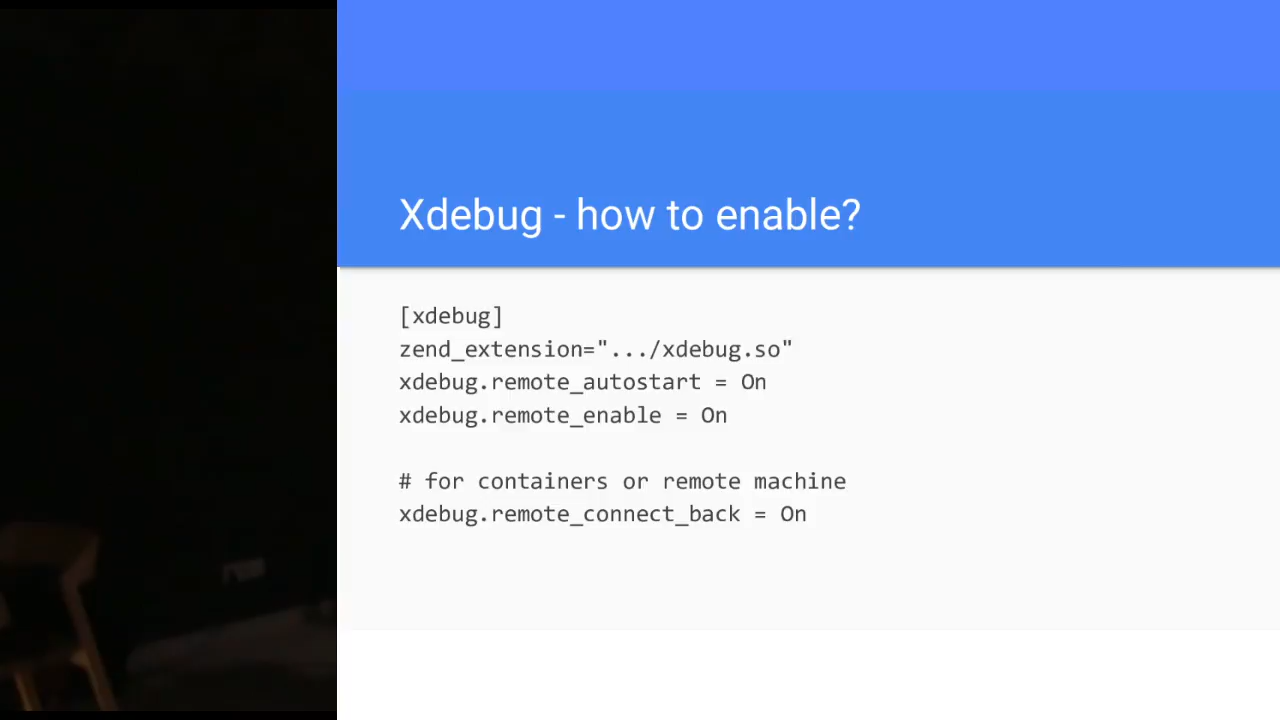 Xdebug - how to enable?
[xdebug]
zend_extension=".../xdebug.so"
xdebug.remote_autostart = On
xdebug.remote_enable = On
# for containers or remote machine
xdebug.remote_connect_back = On